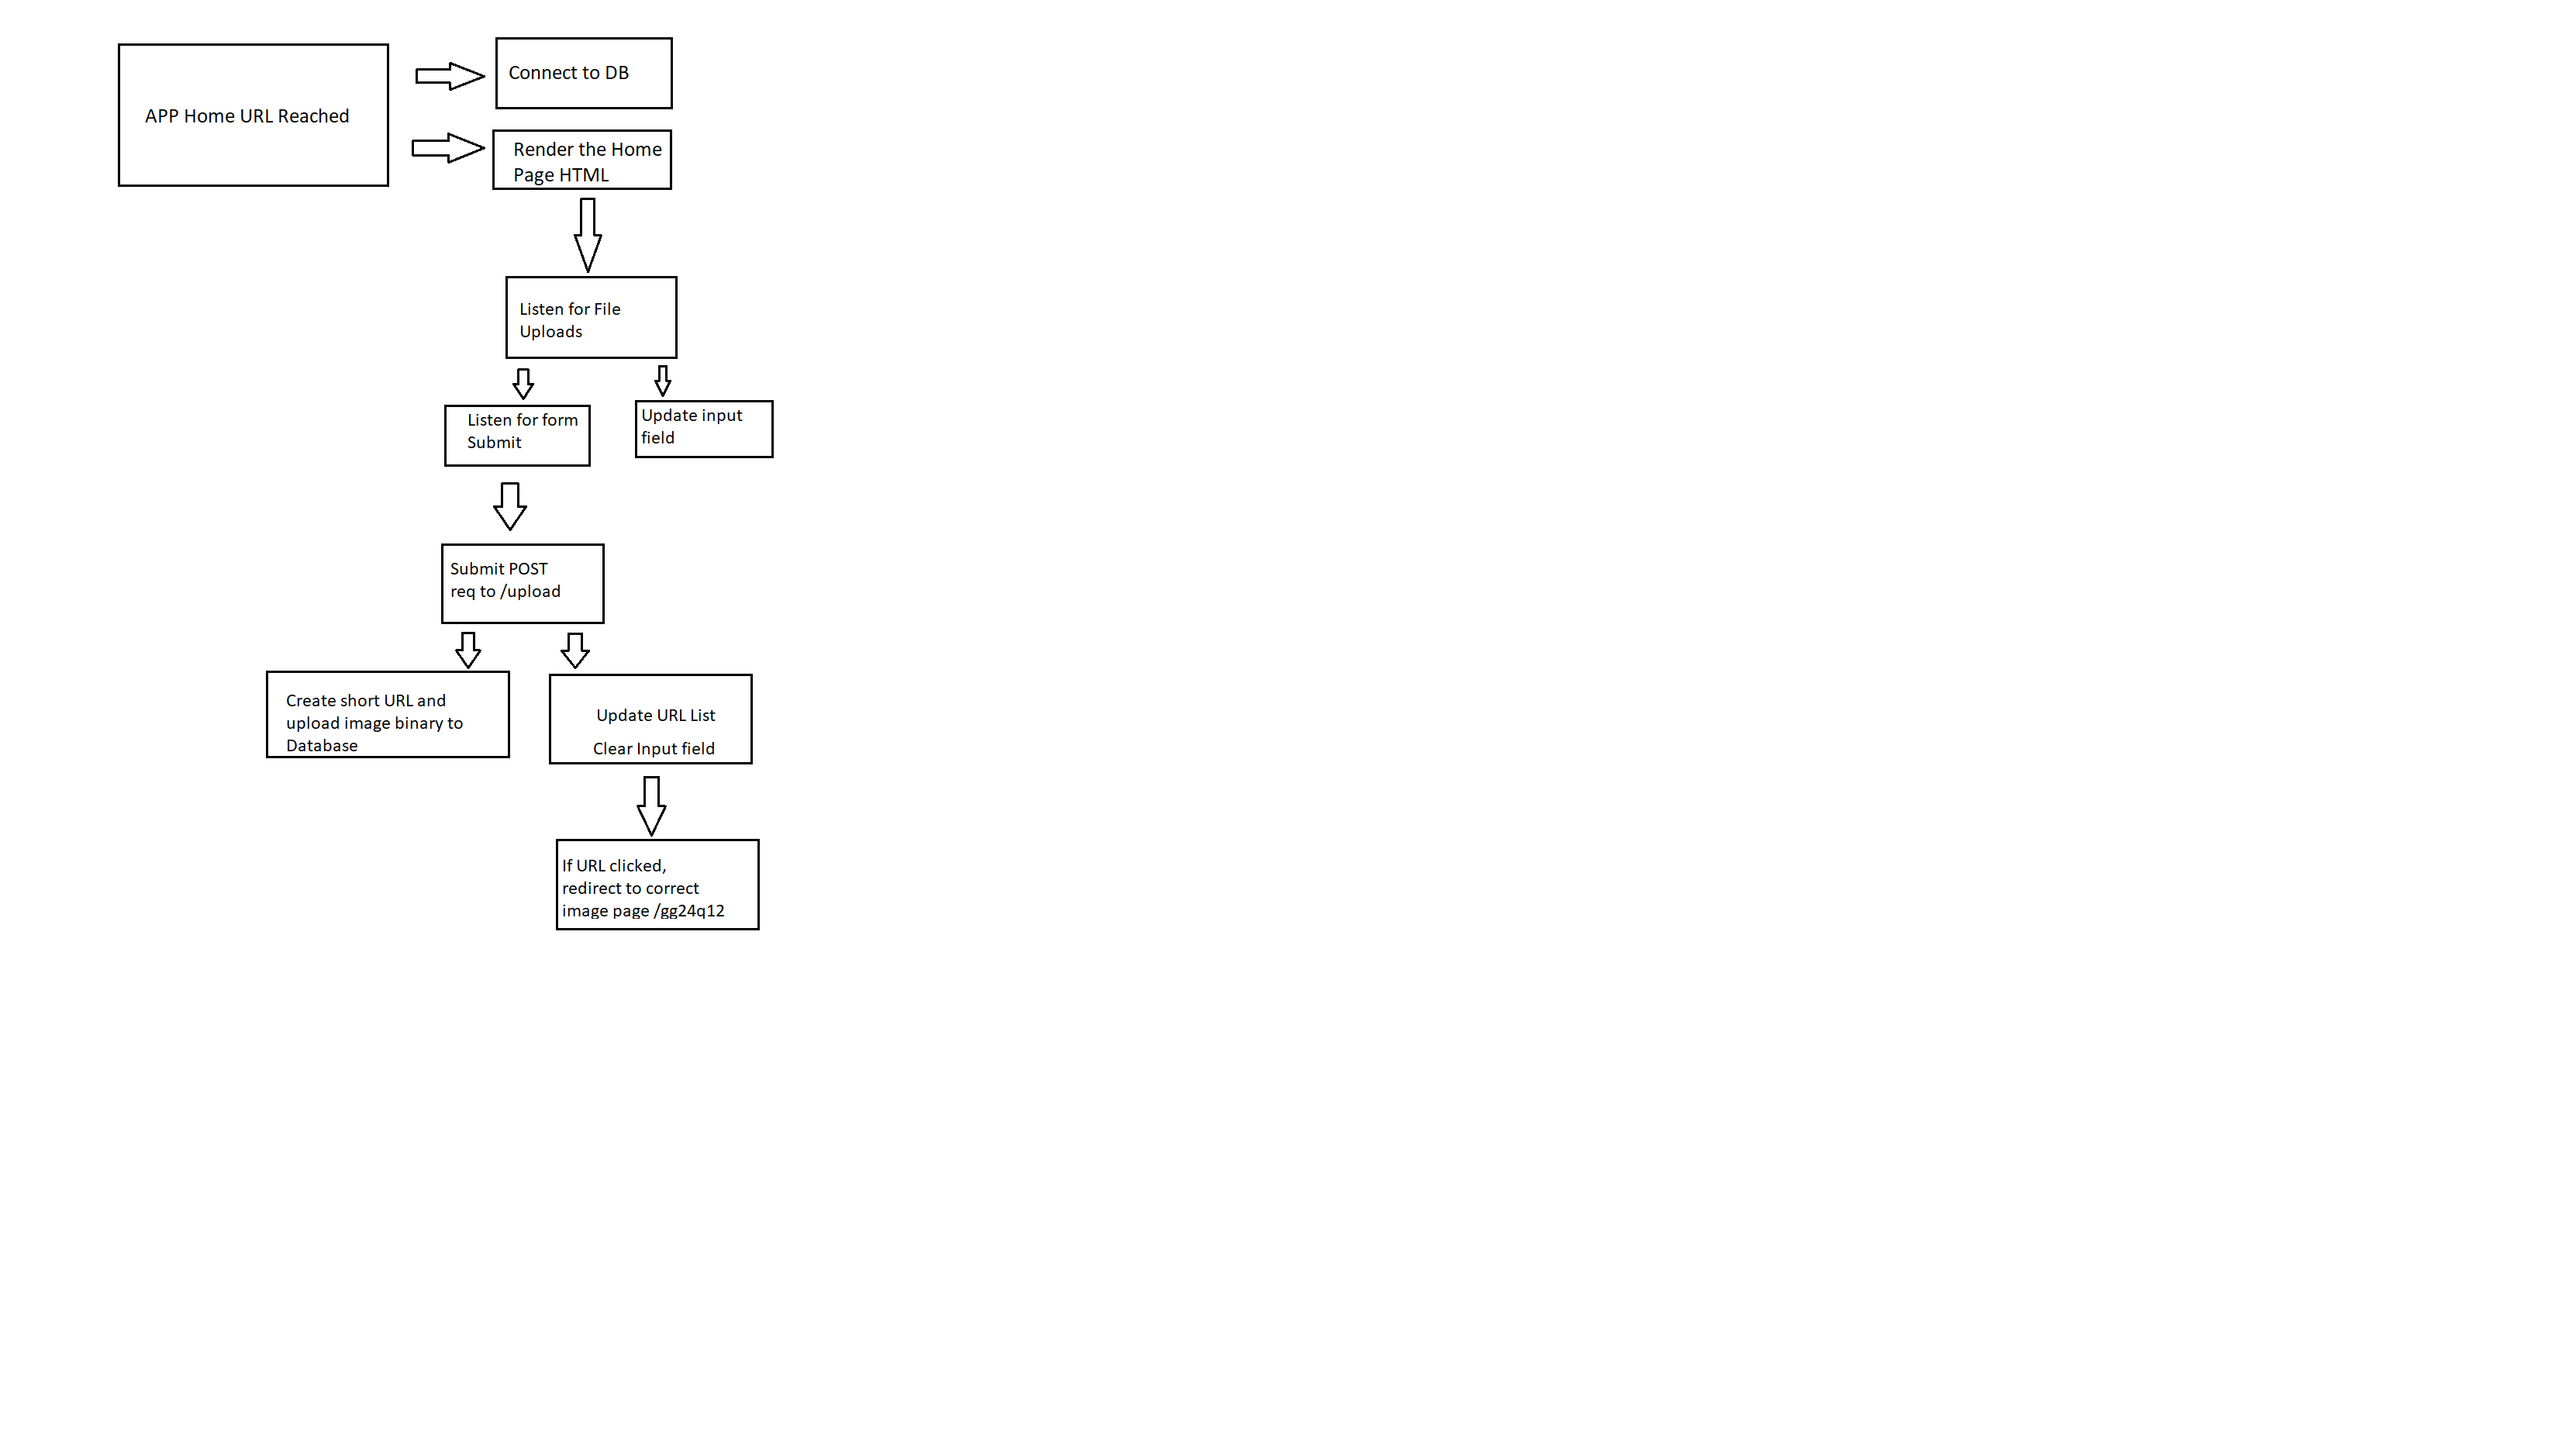 APP Home URL Reached
Connect to DB
Render the Home
Page HTML
Listen for File
Uploads
Listen for form
Submit
Update input
field
Submit POST
req to /upload
Create short URL and
upload image binary to
Database
Update URL List
Clear Input field
If URL clicked,
redirect to correct
image page /gg24q12